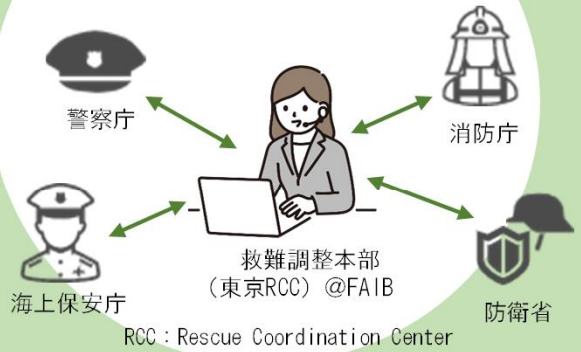 警察庁
消防庁
救難調整本部
(東京RCC) @FAIB
海上保安庁
防衛省
RCC:Rescue Coordination Center